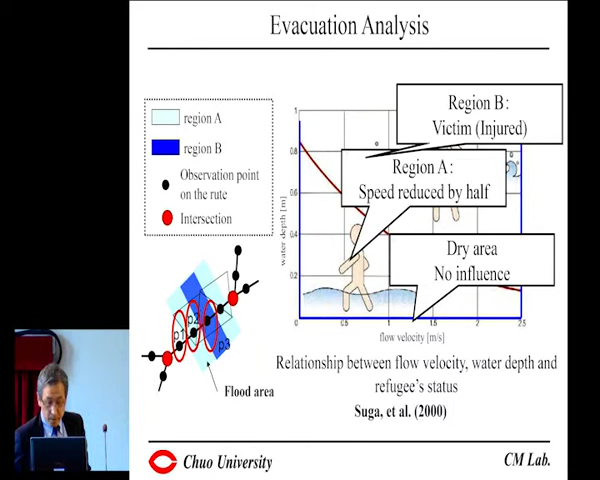 Evacuation Analysis
region A
region B
Observation point
on the rute
Intersection
p1
p2
p3
Flood area
Region B:
Victim (Injured)
Region A:
Speed reduced by half
Dry area
No influence
water depth [m]
1
0.8
0.6
0.4
0.2
0
0.5
1
1.5
2
2.5
flow velocity [m/s]
Relationship between flow velocity, water depth and
refugee's status
Suga, et al. (2000)
Chuo University
CM Lab.